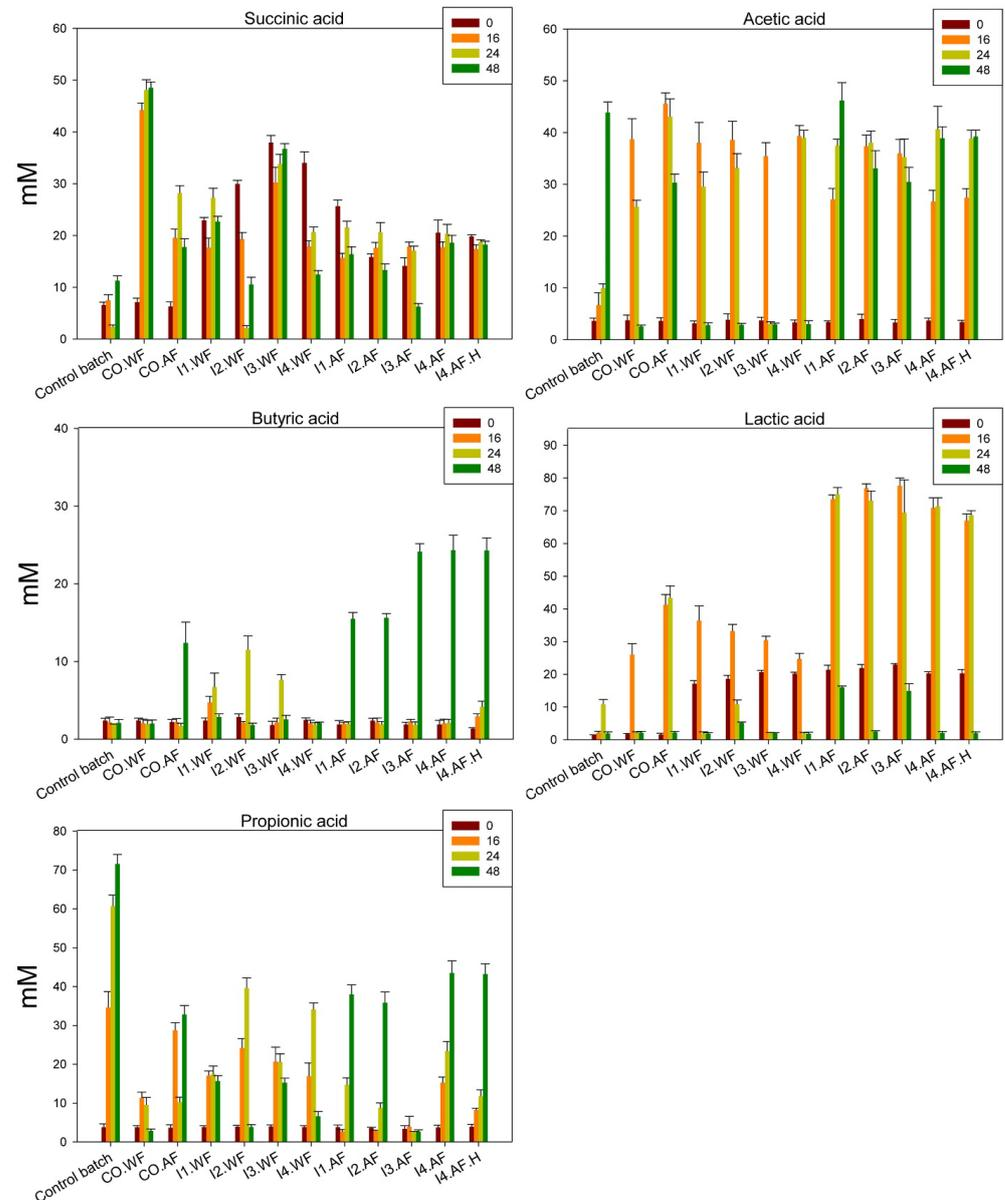 Succinic acid
mM
60
50
40
30
20
10
0
0
16
24
48
Control batch
CO.WF
CO.AF
I1.WF
I2.WF
I3.WF
I4.WF
I1.AF
I2.AF
I3.AF
I4.AF
I4.AF.H
Acetic acid
60
50
40
30
20
10
0
0
16
24
48
Control batch
CO.WF
CO.AF
I1.WF
I2.WF
I3.WF
I4.WF
I1.AF
I2.AF
I3.AF
I4.AF
I4.AF.H
Butyric acid
mM
40
30
20
10
0
0
16
24
48
Control batch
CO.WF
CO.AF
I1.WF
I2.WF
I3.WF
I4.WF
I1.AF
I2.AF
I3.AF
I4.AF
I4.AF.H
Lactic acid
90
80
70
60
50
40
30
20
10
0
0
16
24
48
Control batch
CO.WF
CO.AF
I1.WF
I2.WF
I3.WF
I4.WF
I1.AF
I2.AF
I3.AF
I4.AF
I4.AF.H
Propionic acid
mM
80
70
60
50
40
30
20
10
0
0
16
24
48
Control batch
CO.WF
CO.AF
I1.WF
I2.WF
I3.WF
I4.WF
I1.AF
I2.AF
I3.AF
I4.AF
I4.AF.H